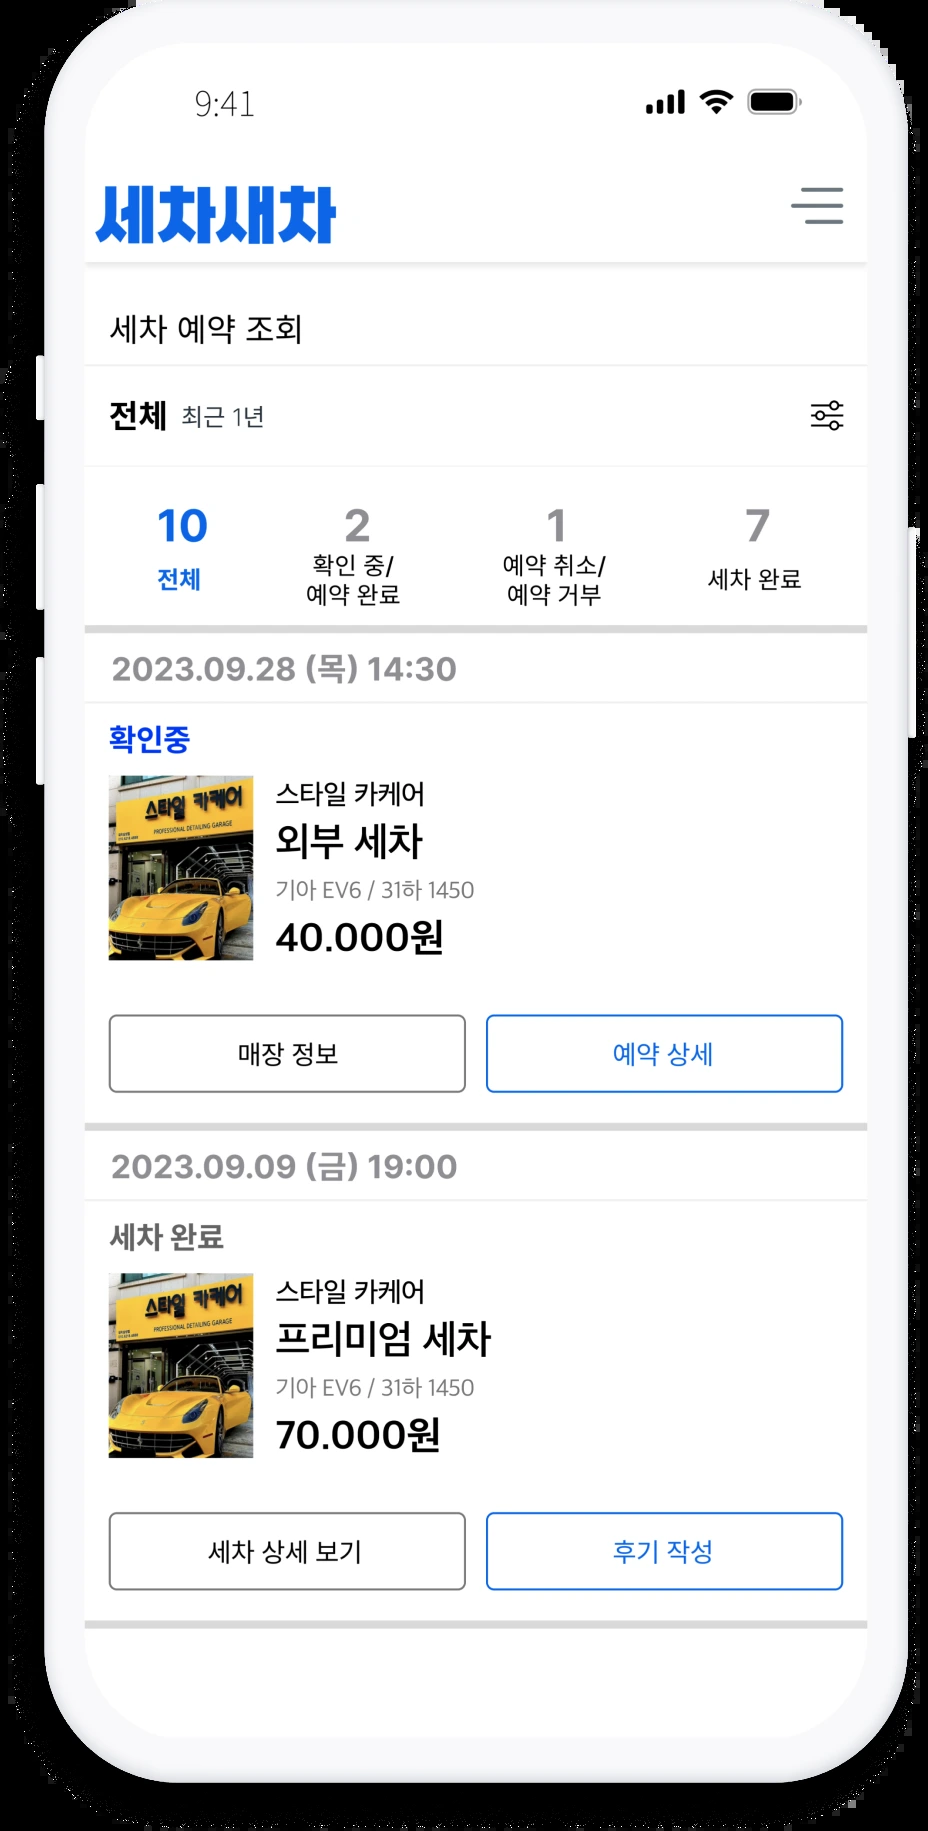 9:41
세차새차
세차 예약 조회
전체 최근 1년
10 2 1 7
전체 확인 중/ 예약 취소/ 세차 완료
예약 완료 예약 거부
2023.09.28 (목) 14:30
확인중
스타일 카케어
PROFESSIONAL DETAILING GARAGE
스타일 카케어
외부 세차
기아 EV6 / 31하 1450
40.000원
매장 정보 예약 상세
2023.09.09 (금) 19:00
세차 완료
스타일 카케어
PROFESSIONAL DETAILING GARAGE
스타일 카케어
프리미엄 세차
기아 EV6 / 31하 1450
70.000원
세차 상세 보기 후기 작성